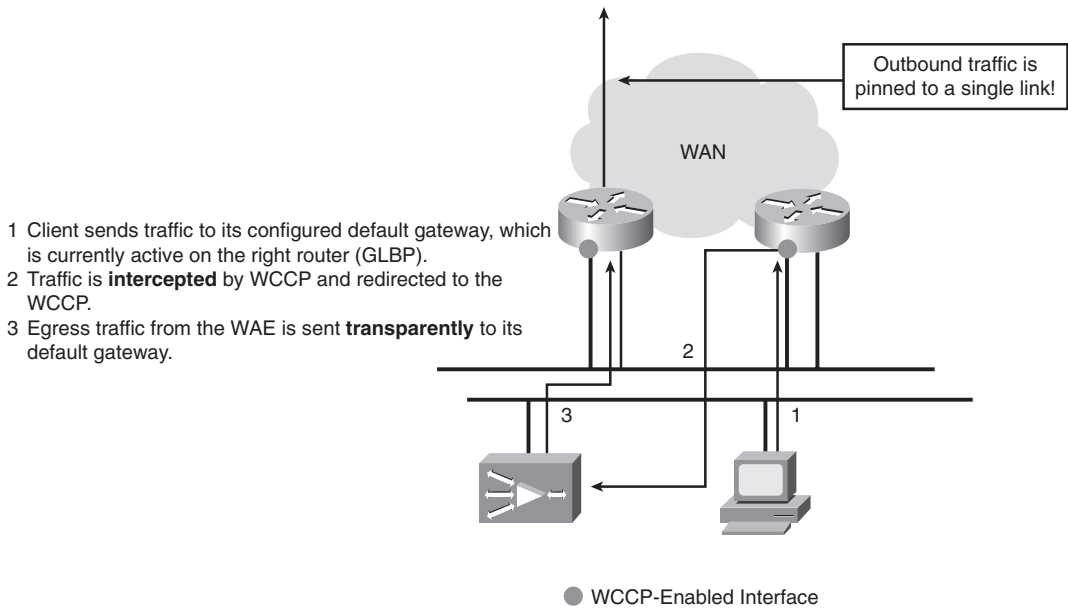 Outbound traffic is
pinned to a single link!
WAN
1 Client sends traffic to its configured default gateway, which
is currently active on the right router (GLBP).
2 Traffic is intercepted by WCCP and redirected to the
WCCP.
3 Egress traffic from the WAE is sent transparently to its
default gateway.
2
3
1
WCCP-Enabled Interface